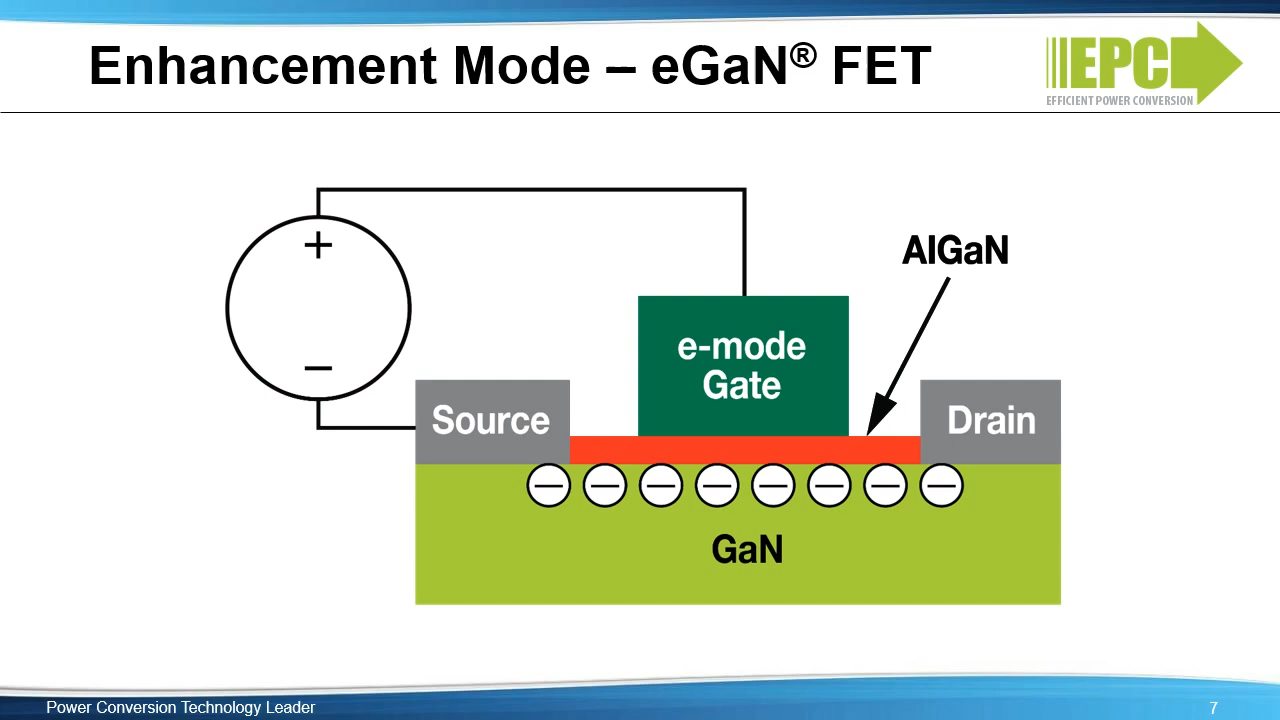 Enhancement Mode – eGaN® FET
EPC
EFFICIENT POWER CONVERSION
+
AlGaN
e-mode
Gate
–
Source
Drain
– – – – – – – –
GaN
Power Conversion Technology Leader
7